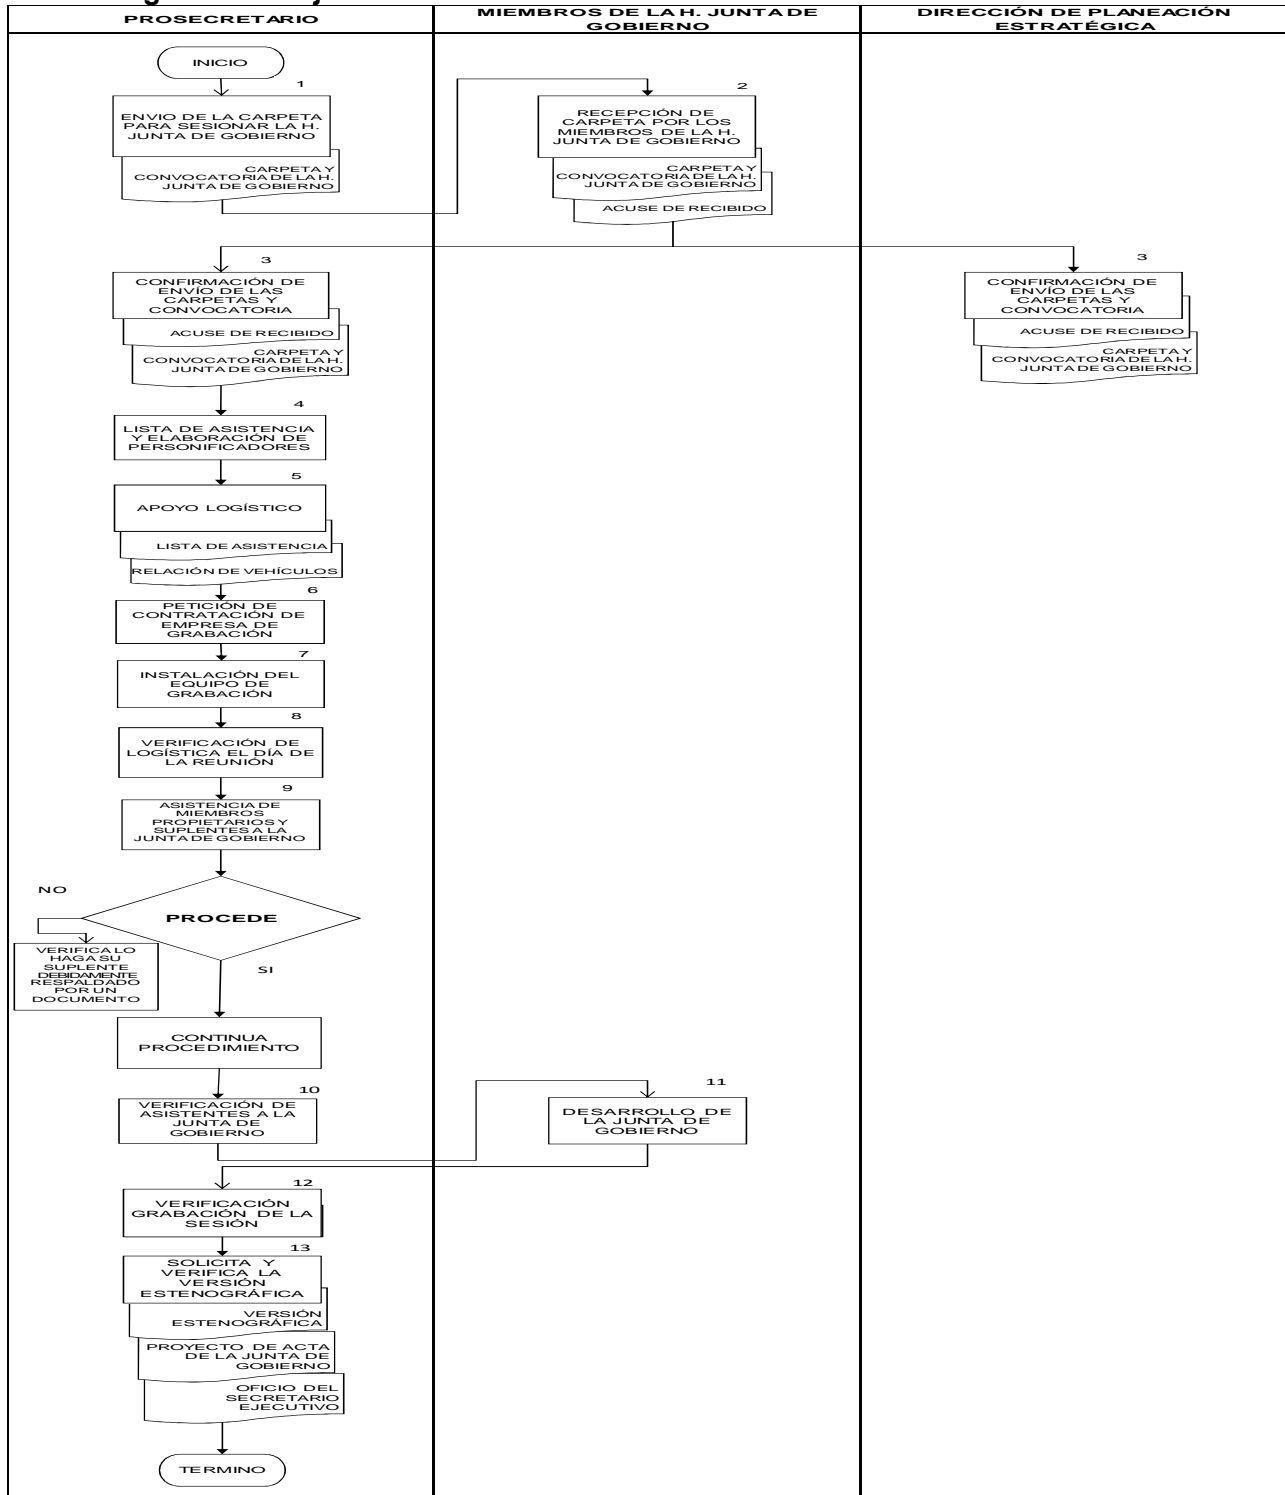 PROSECRETARIO
MIEMBROS DE LA H. JUNTA DE
GOBIERNO
DIRECCIÓN DE PLANEACIÓN
ESTRATÉGICA
INICIO
1
ENVIO DE LA CARPETA
PARA SESIONAR LA H.
JUNTA DE GOBIERNO
CARPETA Y
CONVOCATORIA DE LA H.
JUNTA DE GOBIERNO
2
RECEPCIÓN DE
CARPETA POR LOS
MIEMBROS DE LA H.
JUNTA DE GOBIERNO
CARPETA Y
CONVOCATORIA DE LA H.
JUNTA DE GOBIERNO
ACUSE DE RECIBIDO
3
CONFIRMACIÓN DE
ENVÍO DE LAS
CARPETAS Y
CONVOCATORIA
ACUSE DE RECIBIDO
CARPETA Y
CONVOCATORIA DE LA H.
JUNTA DE GOBIERNO
3
CONFIRMACIÓN DE
ENVÍO DE LAS
CARPETAS Y
CONVOCATORIA
ACUSE DE RECIBIDO
CARPETA Y
CONVOCATORIA DE LA H.
JUNTA DE GOBIERNO
4
LISTA DE ASISTENCIA
Y ELABORACIÓN DE
PERSONIFICADORES
5
APOYO LOGÍSTICO
LISTA DE ASISTENCIA
RELACIÓN DE VEHÍCULOS
6
PETICIÓN DE
CONTRATACIÓN DE
EMPRESA DE
GRABACIÓN
7
INSTALACIÓN DEL
EQUIPO DE
GRABACIÓN
8
VERIFICACIÓN DE
LOGÍSTICA EL DÍA DE
LA REUNIÓN
9
ASISTENCIA DE
MIEMBROS
PROPIETARIOS Y
SUPLENTES A LA
JUNTA DE GOBIERNO
NO
PROCEDE
VERIFICA LO
HAGA SU
SUPLENTE
DEBIDAMENTE
RESPALDADO
POR UN
DOCUMENTO
SI
CONTINUA
PROCEDIMIENTO
10
VERIFICACIÓN DE
ASISTENTES A LA
JUNTA DE
GOBIERNO
11
DESARROLLO DE
LA JUNTA DE
GOBIERNO
12
VERIFICACIÓN
GRABACIÓN DE LA
SESIÓN
13
SOLICITA Y
VERIFICA LA
VERSIÓN
ESTENOGRÁFICA
VERSIÓN
ESTENOGRÁFICA
PROYECTO DE ACTA
DE LA JUNTA DE
GOBIERNO
OFICIO DEL
SECRETARIO
EJECUTIVO
TERMINO